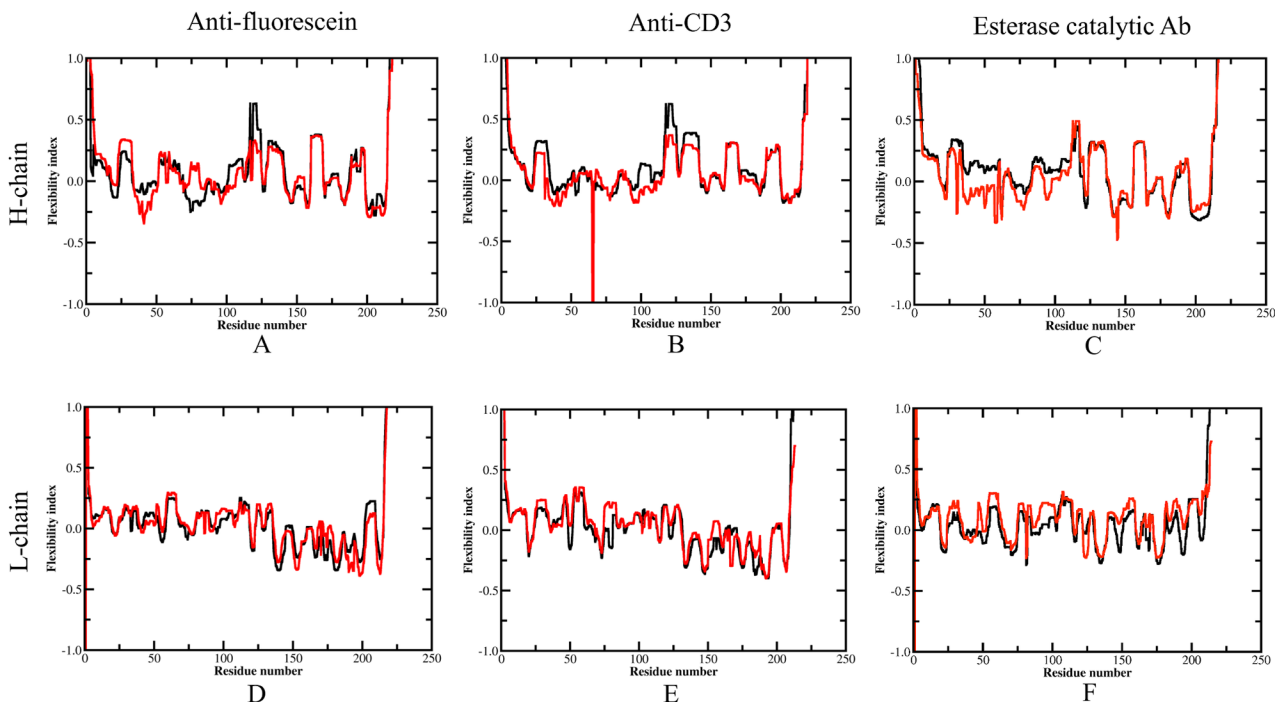 Anti-fluorescein
Anti-CD3
Esterase catalytic Ab
H-chain
Flexibility index
1.0
0.5
0.0
-0.5
-1.0
0 50 100 150 200 250
Residue number
A
Flexibility index
1.0
0.5
0.0
-0.5
-1.0
0 50 100 150 200 250
Residue number
B
Flexibility index
1.0
0.5
0.0
-0.5
-1.0
0 50 100 150 200 250
Residue number
C
L-chain
Flexibility index
1.0
0.5
0.0
-0.5
-1.0
0 50 100 150 200 250
Residue number
D
Flexibility index
1.0
0.5
0.0
-0.5
-1.0
0 50 100 150 200 250
Residue number
E
Flexibility index
1.0
0.5
0.0
-0.5
-1.0
0 50 100 150 200 250
Residue number
F